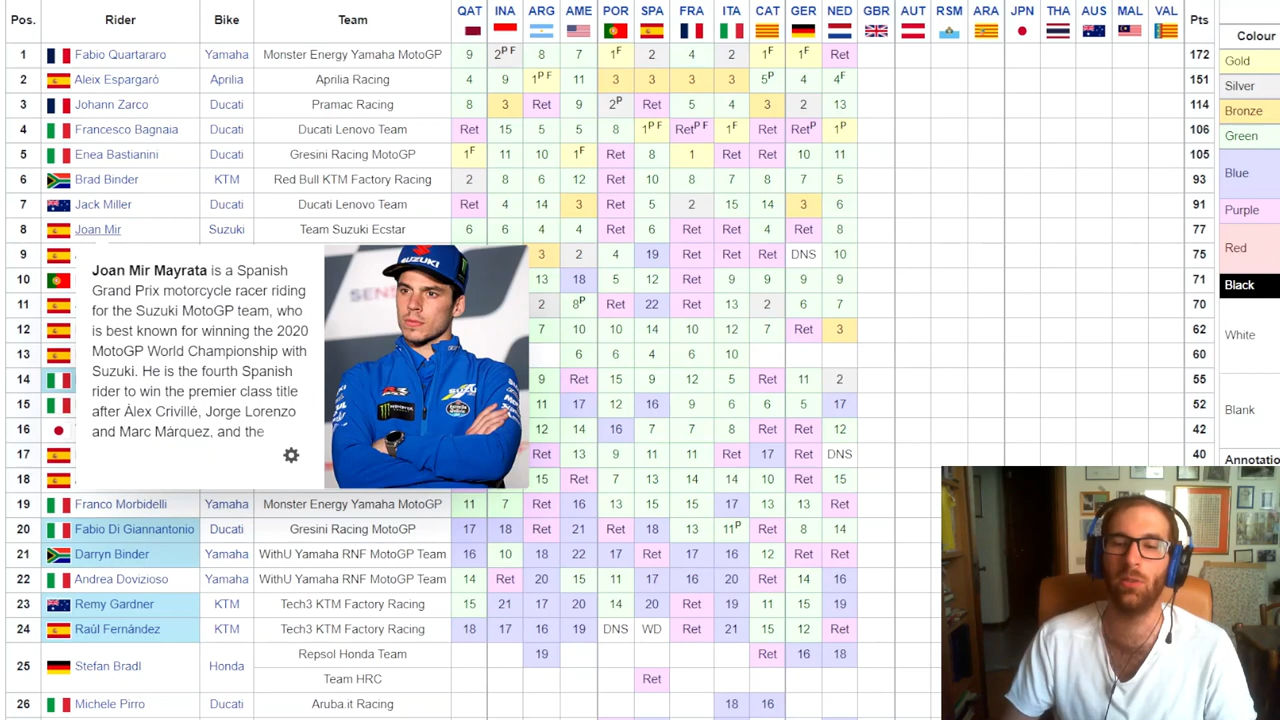 Pos. Rider Bike Team QAT INA ARG AME POR SPA FRA ITA CAT GER NED GBR AUT RSM ARA JPN THA AUS MAL VAL Pts
1 Fabio Quartararo Yamaha Monster Energy Yamaha MotoGP 9 2P F 8 7 1F 2 4 2 1F 1F Ret 172
2 Aleix Espargaró Aprilia Aprilia Racing 4 9 1P F 11 3 3 3 3 5P 4 4F 151
3 Johann Zarco Ducati Pramac Racing 8 3 Ret 9 2P Ret 5 4 3 2 13 114
4 Francesco Bagnaia Ducati Ducati Lenovo Team Ret 15 5 5 8 1P F RetP F 1F Ret RetP 1P 106
5 Enea Bastianini Ducati Gresini Racing MotoGP 1F 11 10 1F Ret 8 1 Ret Ret 10 11 105
6 Brad Binder KTM Red Bull KTM Factory Racing 2 8 6 12 Ret 10 8 7 8 7 5 93
7 Jack Miller Ducati Ducati Lenovo Team Ret 4 14 3 Ret 5 2 15 14 3 6 91
8 Joan Mir Suzuki Team Suzuki Ecstar 6 6 4 4 Ret 6 Ret Ret 4 Ret 8 77
9 3 2 4 19 Ret Ret Ret DNS 10 75
10 13 18 5 12 Ret 9 9 9 9 71
11 2 8P Ret 22 Ret 13 2 6 7 70
12 7 10 10 14 10 12 7 Ret 3 62
13 6 6 4 6 10 60
14 9 Ret 15 9 12 5 Ret 11 2 55
15 11 17 12 16 9 6 Ret 5 17 52
16 12 14 16 7 7 8 Ret Ret 12 42
17 Ret 13 9 11 11 Ret 17 Ret DNS 40
18 15 Ret 7 13 14 14 10 Ret 15
19 Franco Morbidelli Yamaha Monster Energy Yamaha MotoGP 11 7 Ret 16 13 15 15 17 13 13 Ret
20 Fabio Di Giannantonio Ducati Gresini Racing MotoGP 17 18 Ret 21 Ret 18 13 11P Ret 8 14
21 Darryn Binder Yamaha WithU Yamaha RNF MotoGP Team 16 10 18 22 17 Ret 17 16 12 Ret Ret
22 Andrea Dovizioso Yamaha WithU Yamaha RNF MotoGP Team 14 Ret 20 15 11 17 16 20 Ret 14 16
23 Remy Gardner KTM Tech3 KTM Factory Racing 15 21 17 20 14 20 Ret 19 11 15 19
24 Raúl Fernández KTM Tech3 KTM Factory Racing 18 17 16 19 DNS WD Ret 21 15 12 Ret
25 Stefan Bradl Honda Repsol Honda Team 19 Ret 16 18
Team HRC Ret
26 Michele Pirro Ducati Aruba.it Racing 18 16
Joan Mir Mayrata is a Spanish
Grand Prix motorcycle racer riding
for the Suzuki MotoGP team, who
is best known for winning the 2020
MotoGP World Championship with
Suzuki. He is the fourth Spanish
rider to win the premier class title
after Àlex Criville, Jorge Lorenzo
and Marc Márquez, and the
SUZUKI
Colour
Gold
Silver
Bronze
Green
Blue
Purple
Red
Black
White
Blank
Annotatio